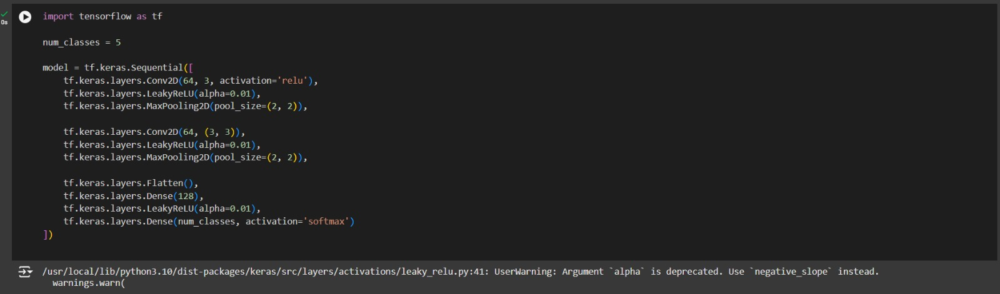 0s
import tensorflow as tf
num_classes = 5
model = tf.keras.Sequential([
    tf.keras.layers.Conv2D(64, 3, activation='relu'),
    tf.keras.layers.LeakyReLU(alpha=0.01),
    tf.keras.layers.MaxPooling2D(pool_size=(2, 2)),
    tf.keras.layers.Conv2D(64, (3, 3)),
    tf.keras.layers.LeakyReLU(alpha=0.01),
    tf.keras.layers.MaxPooling2D(pool_size=(2, 2)),
    tf.keras.layers.Flatten(),
    tf.keras.layers.Dense(128),
    tf.keras.layers.LeakyReLU(alpha=0.01),
    tf.keras.layers.Dense(num_classes, activation='softmax')
])
/usr/local/lib/python3.10/dist-packages/keras/src/layers/activations/leaky_relu.py:41: UserWarning: Argument `alpha` is deprecated. Use `negative_slope` instead.
  warnings.warn(